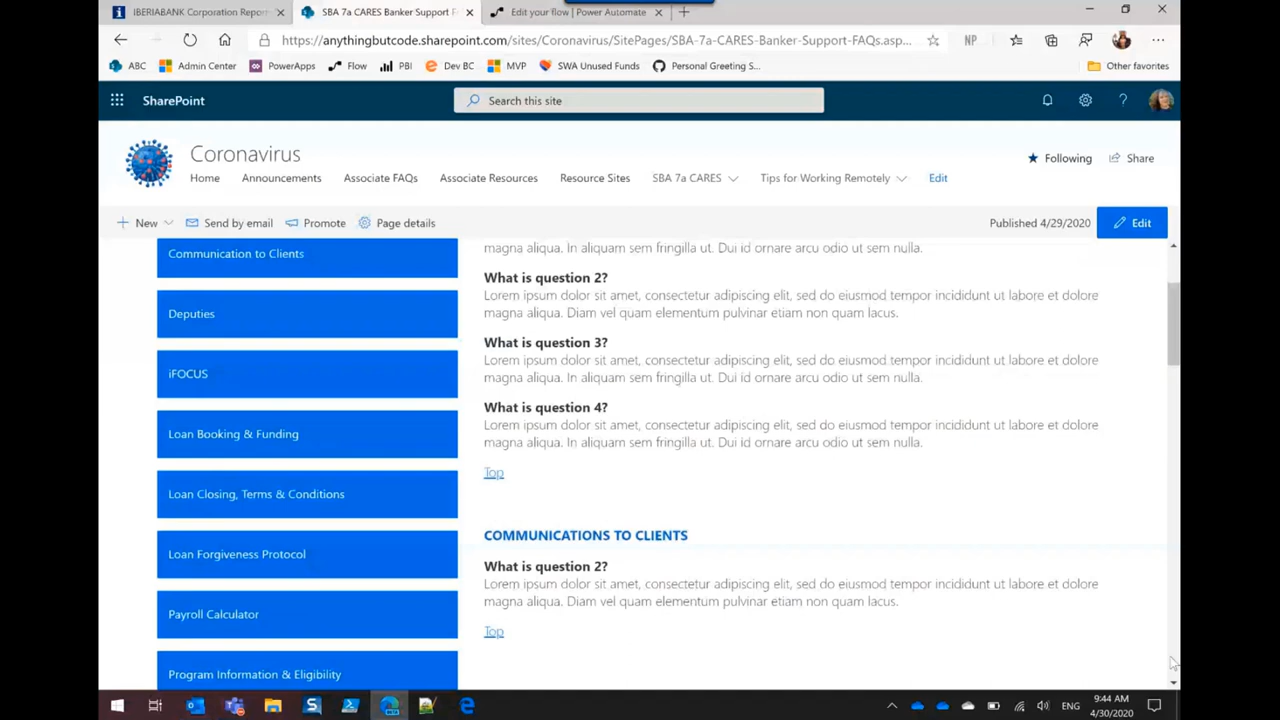 IBERIABANK Corporation Report
SBA 7a CARES Banker Support F
Edit your flow | Power Automate
https://anythingbutcode.sharepoint.com/sites/Coronavirus/SitePages/SBA-7a-CARES-Banker-Support-FAQs.asp...
NP
ABC
Admin Center
PowerApps
Flow
PBI
Dev BC
MVP
SWA Unused Funds
Personal Greeting S...
Other favorites
SharePoint
Search this site
Coronavirus
Following
Share
Home
Announcements
Associate FAQs
Associate Resources
Resource Sites
SBA 7a CARES
Tips for Working Remotely
Edit
New
Send by email
Promote
Page details
Published 4/29/2020
Edit
Communication to Clients
Deputies
iFOCUS
Loan Booking & Funding
Loan Closing, Terms & Conditions
Loan Forgiveness Protocol
Payroll Calculator
Program Information & Eligibility
magna aliqua. In aliquam sem fringilla ut. Dui id ornare arcu odio ut sem nulla.
What is question 2?
Lorem ipsum dolor sit amet, consectetur adipiscing elit, sed do eiusmod tempor incididunt ut labore et dolore
magna aliqua. Diam vel quam elementum pulvinar etiam non quam lacus.
What is question 3?
Lorem ipsum dolor sit amet, consectetur adipiscing elit, sed do eiusmod tempor incididunt ut labore et dolore
magna aliqua. In aliquam sem fringilla ut. Dui id ornare arcu odio ut sem nulla.
What is question 4?
Lorem ipsum dolor sit amet, consectetur adipiscing elit, sed do eiusmod tempor incididunt ut labore et dolore
magna aliqua. In aliquam sem fringilla ut. Dui id ornare arcu odio ut sem nulla.
Top
COMMUNICATIONS TO CLIENTS
What is question 2?
Lorem ipsum dolor sit amet, consectetur adipiscing elit, sed do eiusmod tempor incididunt ut labore et dolore
magna aliqua. Diam vel quam elementum pulvinar etiam non quam lacus.
Top
ENG
9:44 AM
4/30/2020